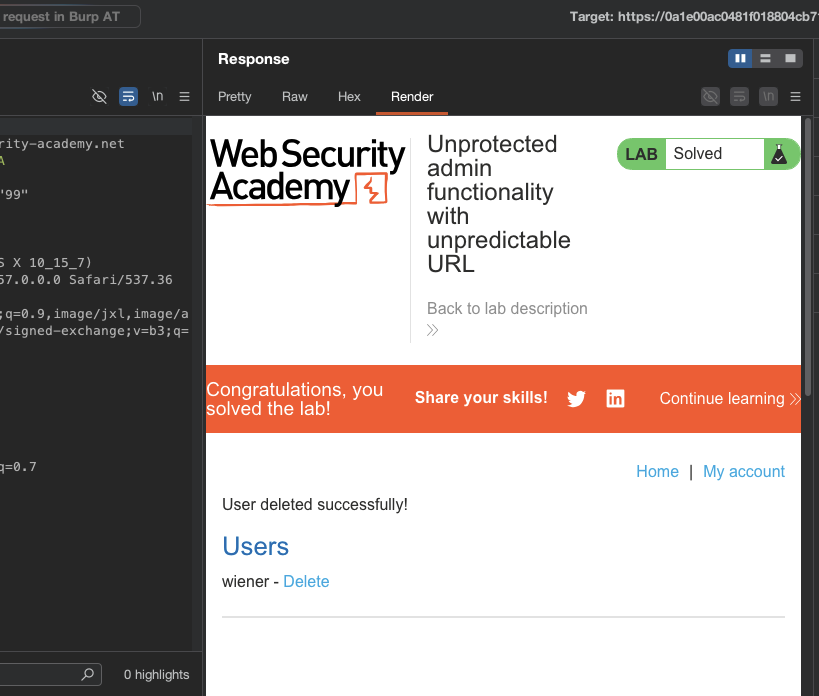 request in Burp AT
Target: https://0a1e00ac0481f018804cb7
Response
\n
Pretty Raw Hex Render
\n
rity-academy.net
A
"99"
S X 10_15_7)
57.0.0.0 Safari/537.36
;q=0.9,image/jxl,image/a
/signed-exchange;v=b3;q=
q=0.7
WebSecurity
Academy
Unprotected
admin
functionality
with
unpredictable
URL
LAB Solved
Back to lab description
Congratulations, you
solved the lab!
Share your skills!
Continue learning
Home | My account
User deleted successfully!
Users
wiener - Delete
0 highlights